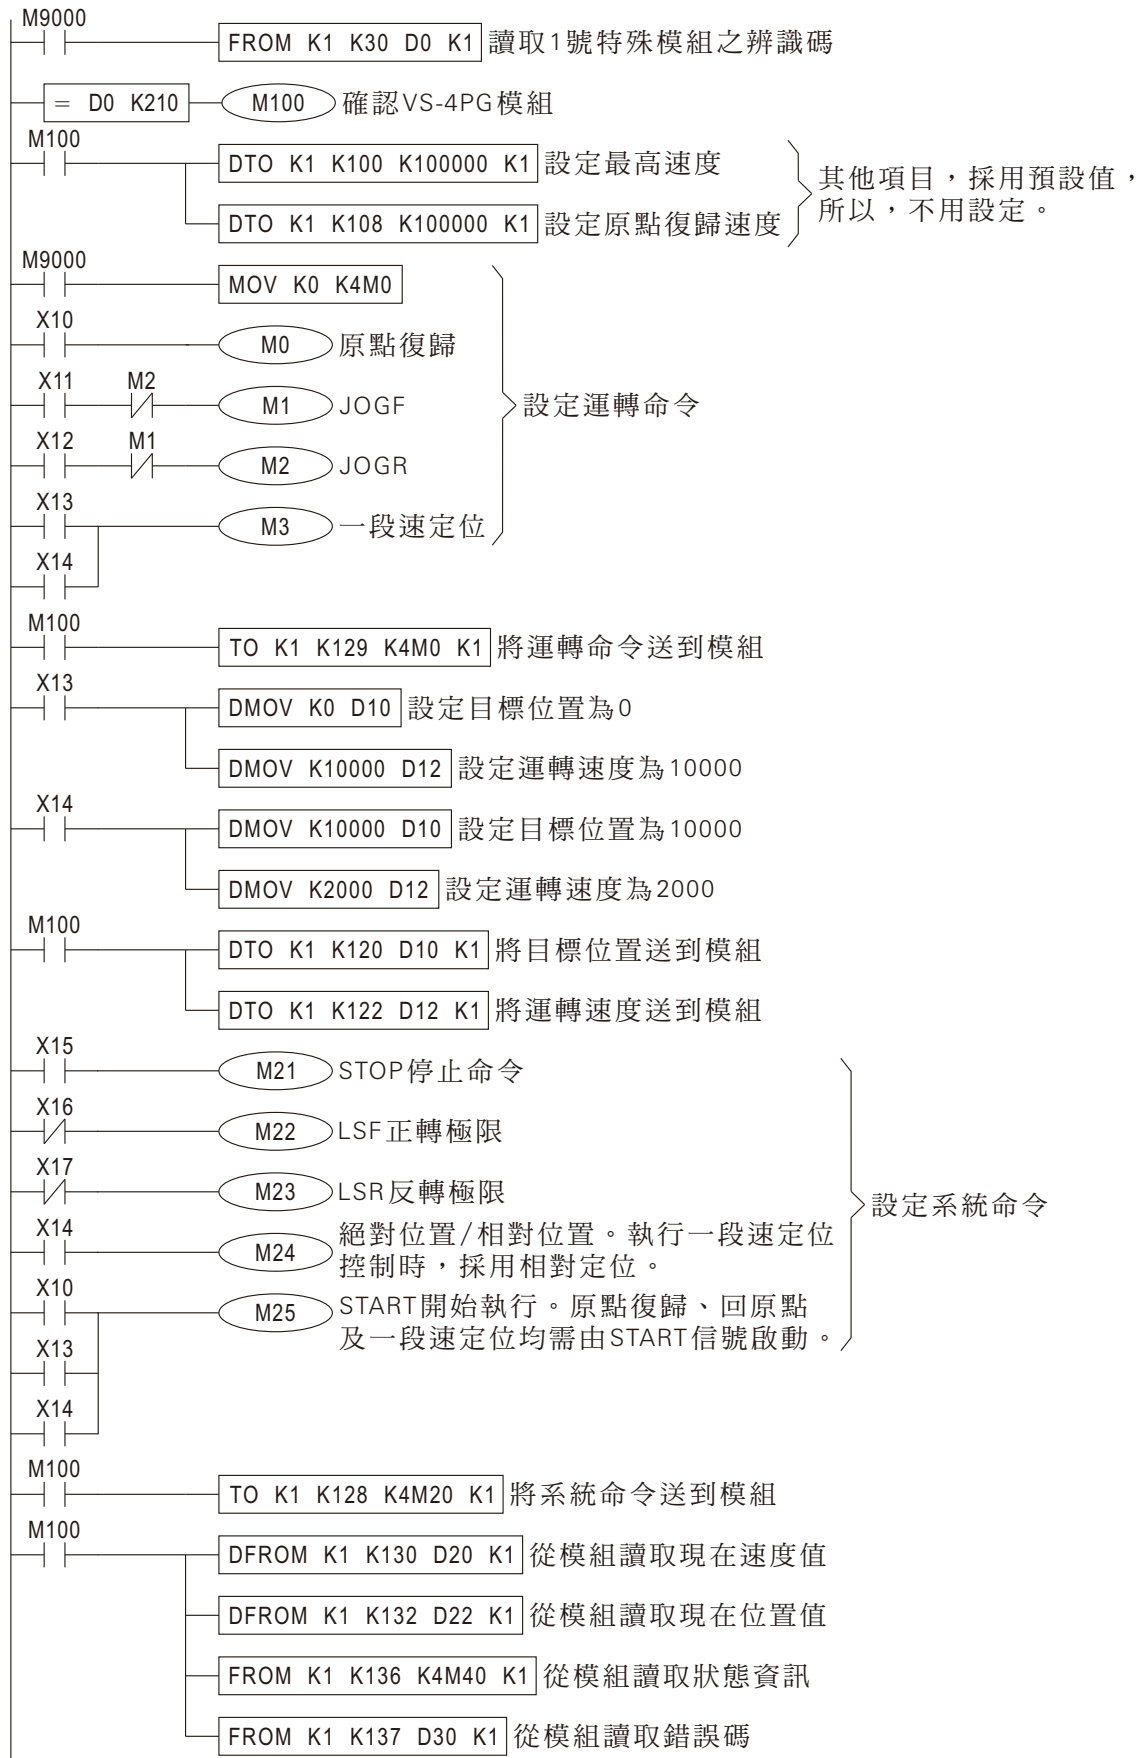 M9000
FROM K1 K30 D0 K1 讀取1號特殊模組之辨識碼
= D0 K210 M100 確認VS-4PG模組
M100
DTO K1 K100 K100000 K1 設定最高速度
其他項目，採用預設值，
所以，不用設定。
DTO K1 K108 K100000 K1 設定原點復歸速度
M9000
MOV K0 K4M0
X10
M0 原點復歸
X11 M2
M1 JOGF
設定運轉命令
X12 M1
M2 JOGR
X13
M3 一段速定位
X14
M100
TO K1 K129 K4M0 K1 將運轉命令送到模組
X13
DMOV K0 D10 設定目標位置為0
DMOV K10000 D12 設定運轉速度為10000
X14
DMOV K10000 D10 設定目標位置為10000
DMOV K2000 D12 設定運轉速度為2000
M100
DTO K1 K120 D10 K1 將目標位置送到模組
DTO K1 K122 D12 K1 將運轉速度送到模組
X15
M21 STOP停止命令
X16
M22 LSF正轉極限
X17
M23 LSR反轉極限
設定系統命令
X14
M24 絕對位置/相對位置。執行一段速定位
控制時，採用相對定位。
X10
M25 START開始執行。原點復歸、回原點
及一段速定位均需由START信號啟動。
X13
X14
M100
TO K1 K128 K4M20 K1 將系統命令送到模組
M100
DFROM K1 K130 D20 K1 從模組讀取現在速度值
DFROM K1 K132 D22 K1 從模組讀取現在位置值
FROM K1 K136 K4M40 K1 從模組讀取狀態資訊
FROM K1 K137 D30 K1 從模組讀取錯誤碼